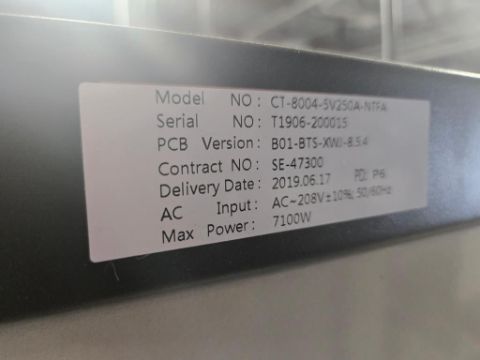 Model NO: CT-8004-5V250A-NTFA
Serial NO: T1906-200015
PCB Version: B01-BTS-XWJ-8.5.4
Contract NO: SE-47300
Delivery Date: 2019.06.17 PD: P6
AC Input: AC~208V±10%; 50/60Hz
Max Power: 7100W